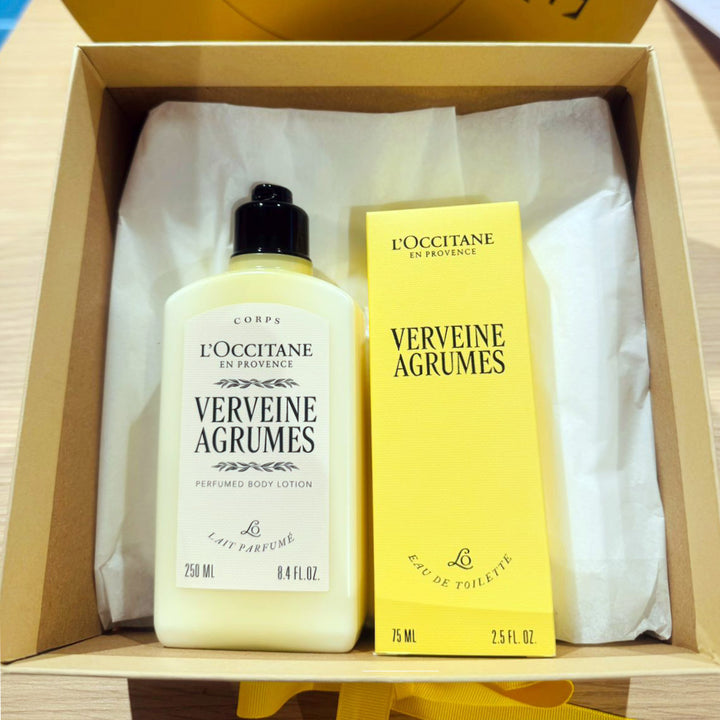 CORPS
L'OCCITANE
EN PROVENCE
VERVEINE
AGRUMES
PERFUMED BODY LOTION
LO
LAIT PARFUMÉ
250 ML 8.4 FL.OZ.
L'OCCITANE
EN PROVENCE
VERVEINE
AGRUMES
LO
EAU DE TOILETTE
75 ML 2.5 FL. OZ.